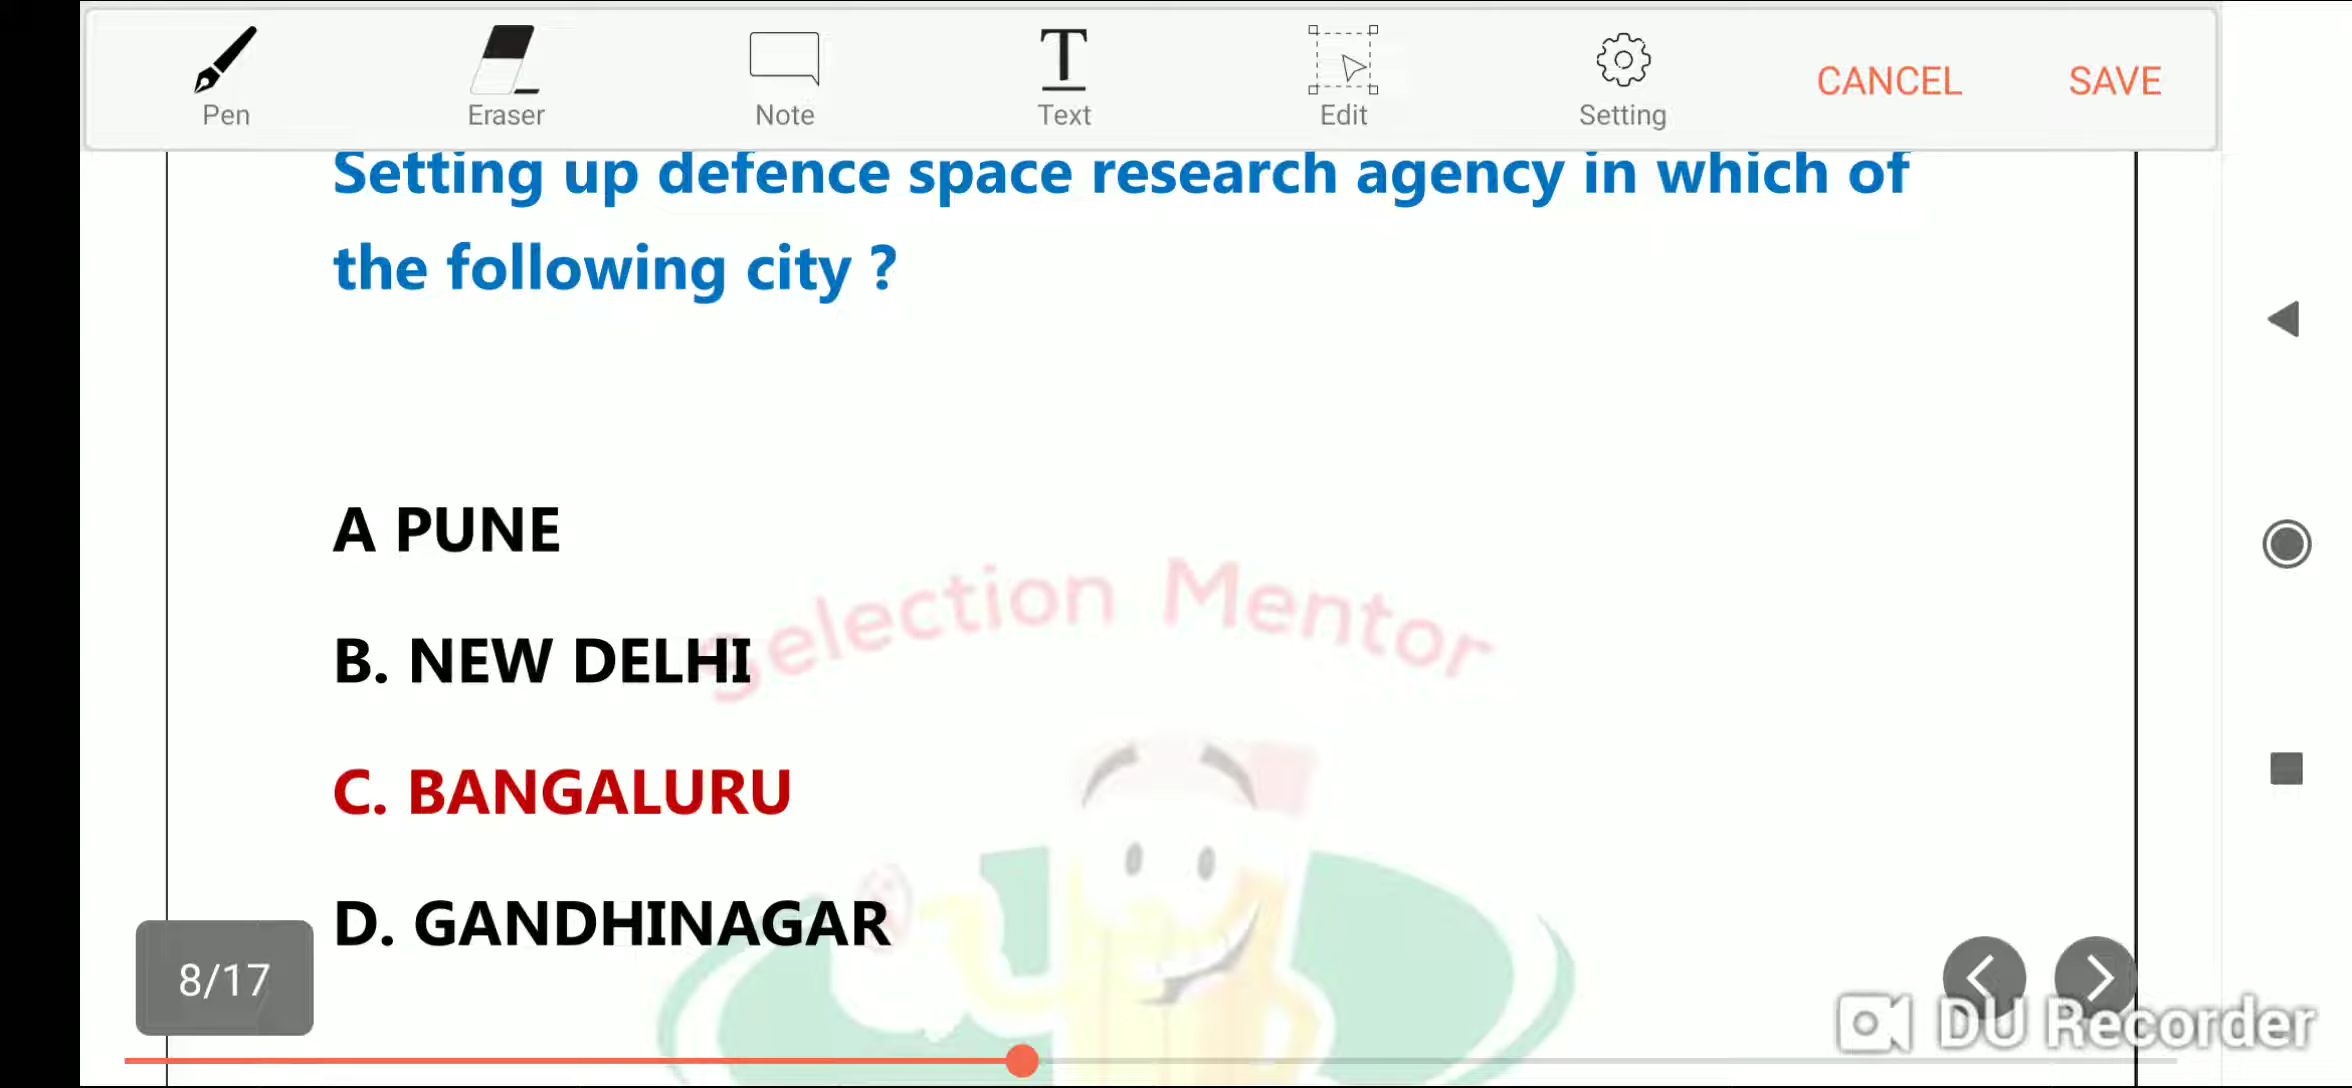 Pen
Eraser
Note
Text
Edit
Setting
CANCEL
SAVE
Setting up defence space research agency in which of
the following city ?
A PUNE
B. NEW DELHI
C. BANGALURU
D. GANDHINAGAR
Selection Mentor
8/17
DU Recorder